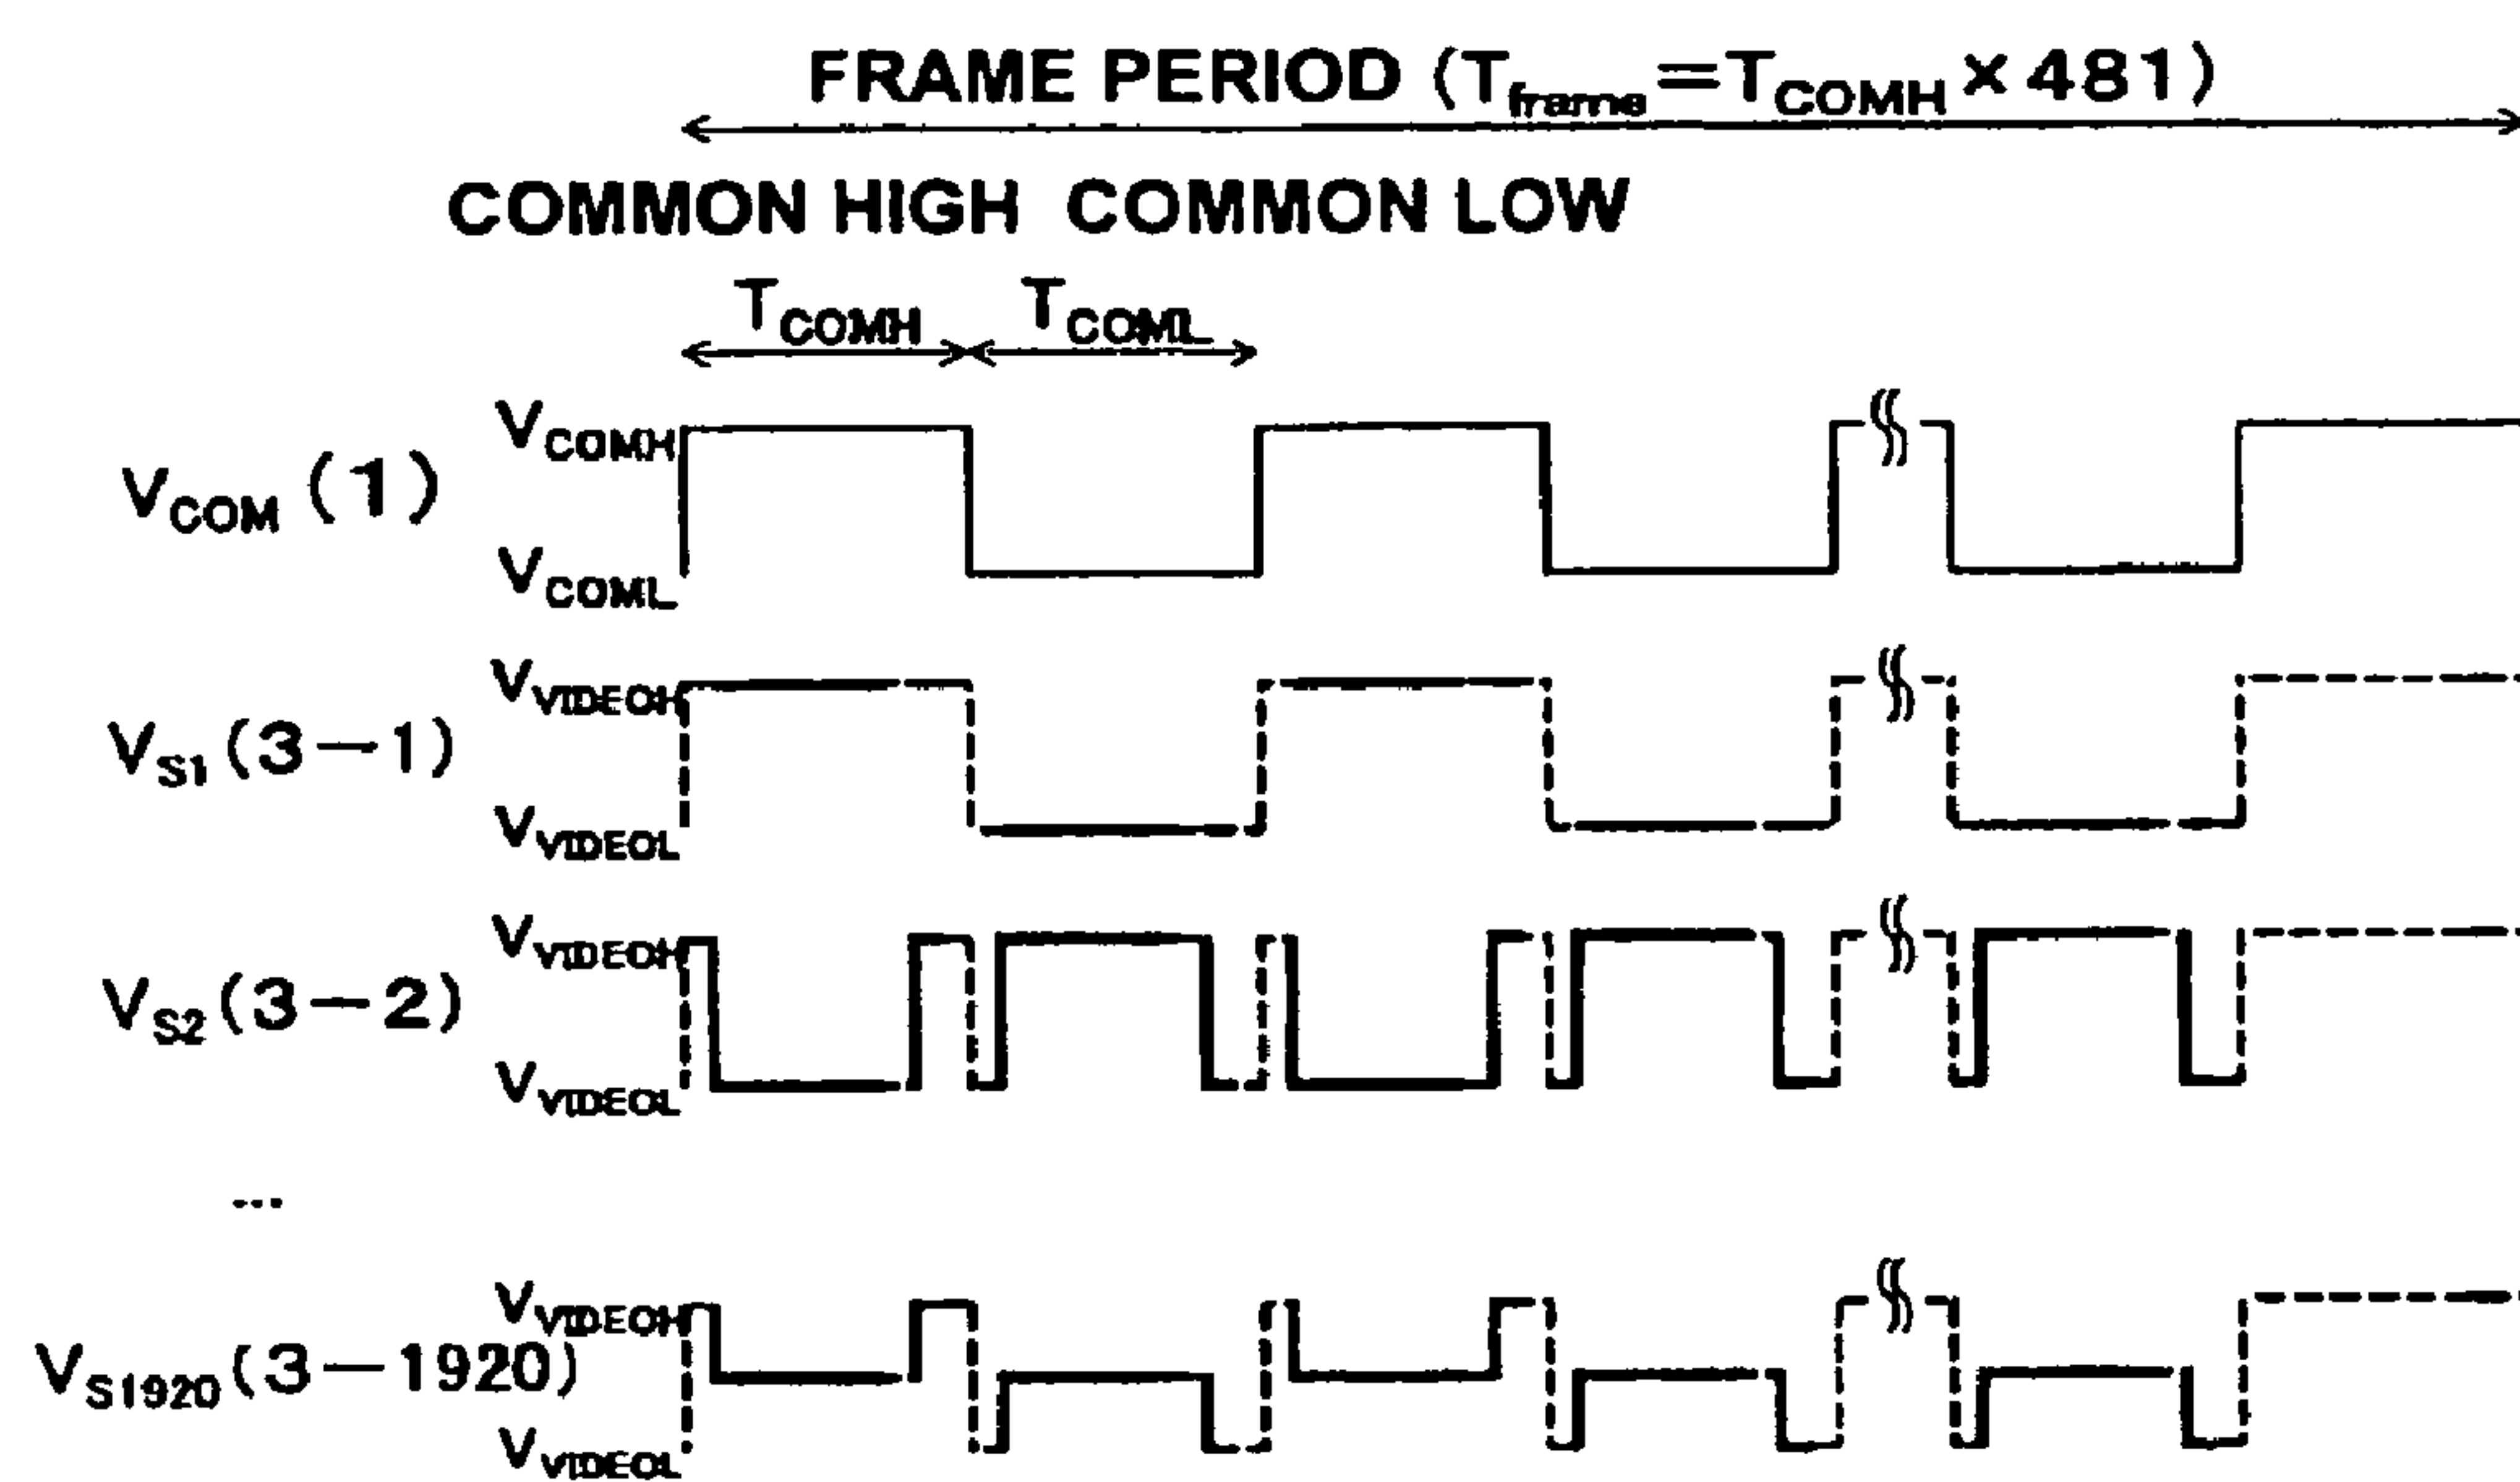 FRAME PERIOD (Tframe=TCOMH×481)
COMMON HIGH COMMON LOW
TCOMH TCOML
VCOMH
VCOM (1)
VCOML
VVIDEOH
VS1(3-1)
VVIDEOL
VVIDEOH
VS2(3-2)
VVIDEOL
...
VVIDEOH
VS1920(3-1920)
VVIDEOL